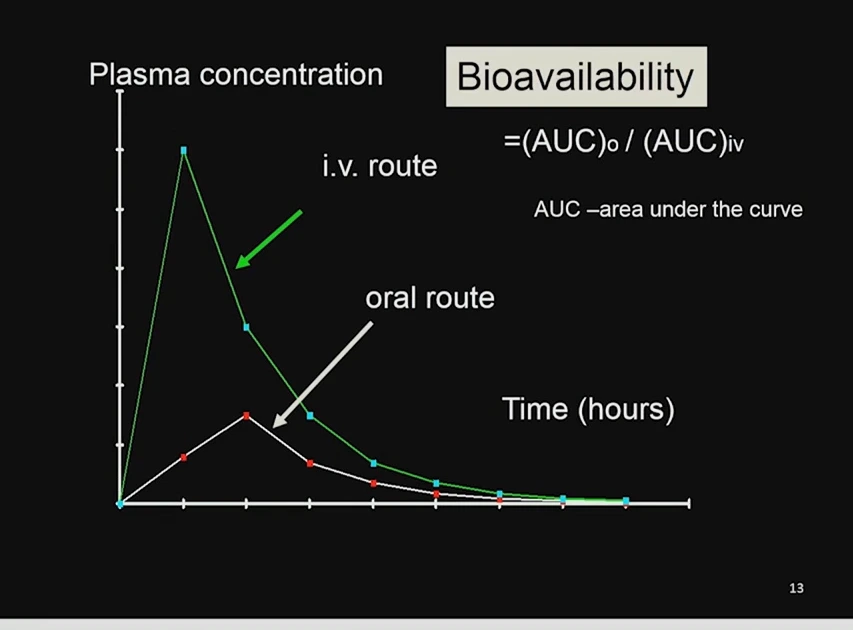 Plasma concentration
Bioavailability
=(AUC)o / (AUC)iv
i.v. route
AUC –area under the curve
oral route
Time (hours)
13